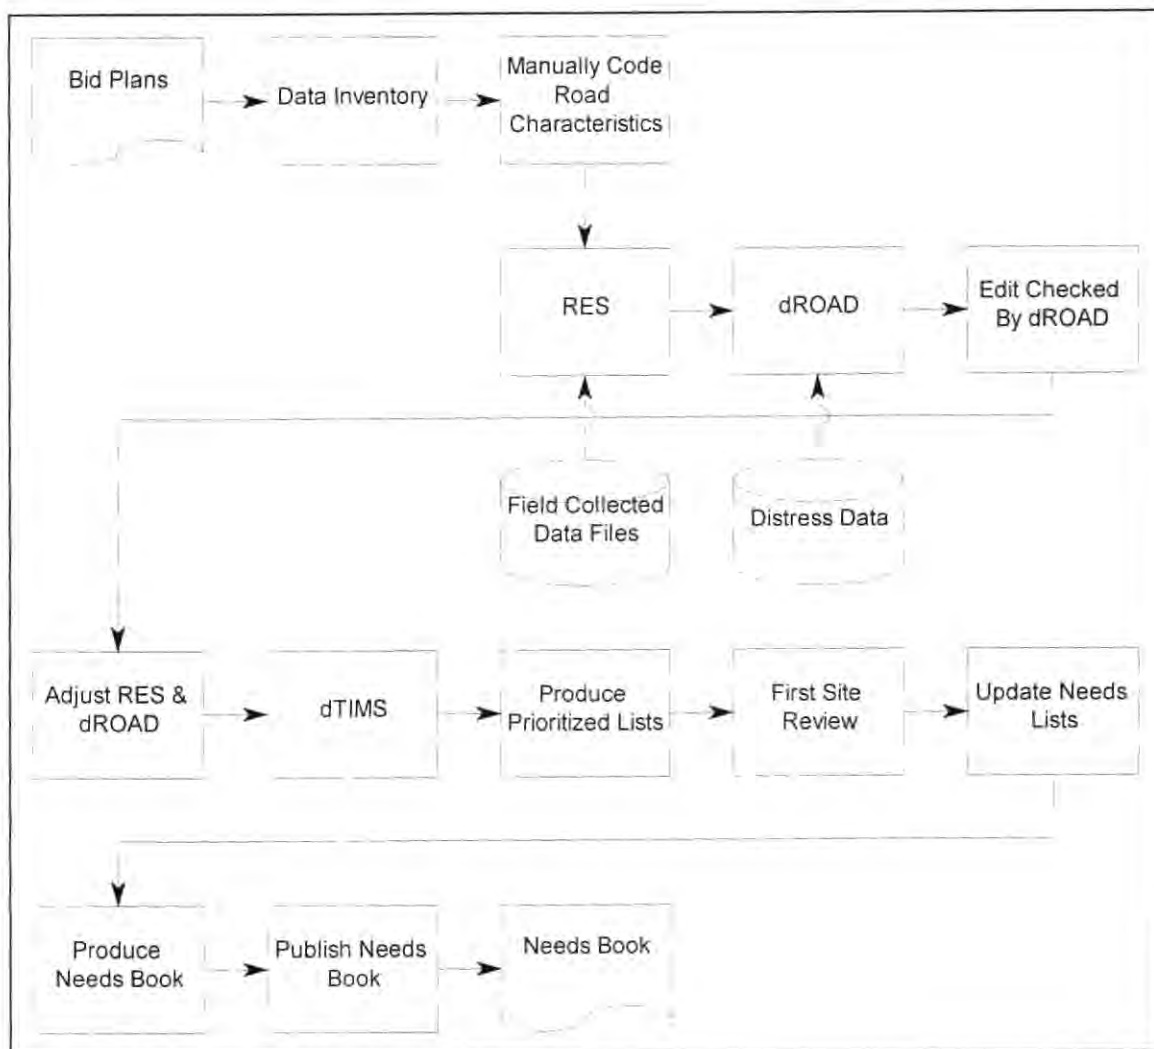 Bid Plans
Data Inventory
Manually Code
Road
Characteristics
RES
dROAD
Edit Checked
By dROAD
Field Collected
Data Files
Distress Data
Adjust RES &
dROAD
dTIMS
Produce
Prioritized Lists
First Site
Review
Update Needs
Lists
Produce
Needs Book
Publish Needs
Book
Needs Book